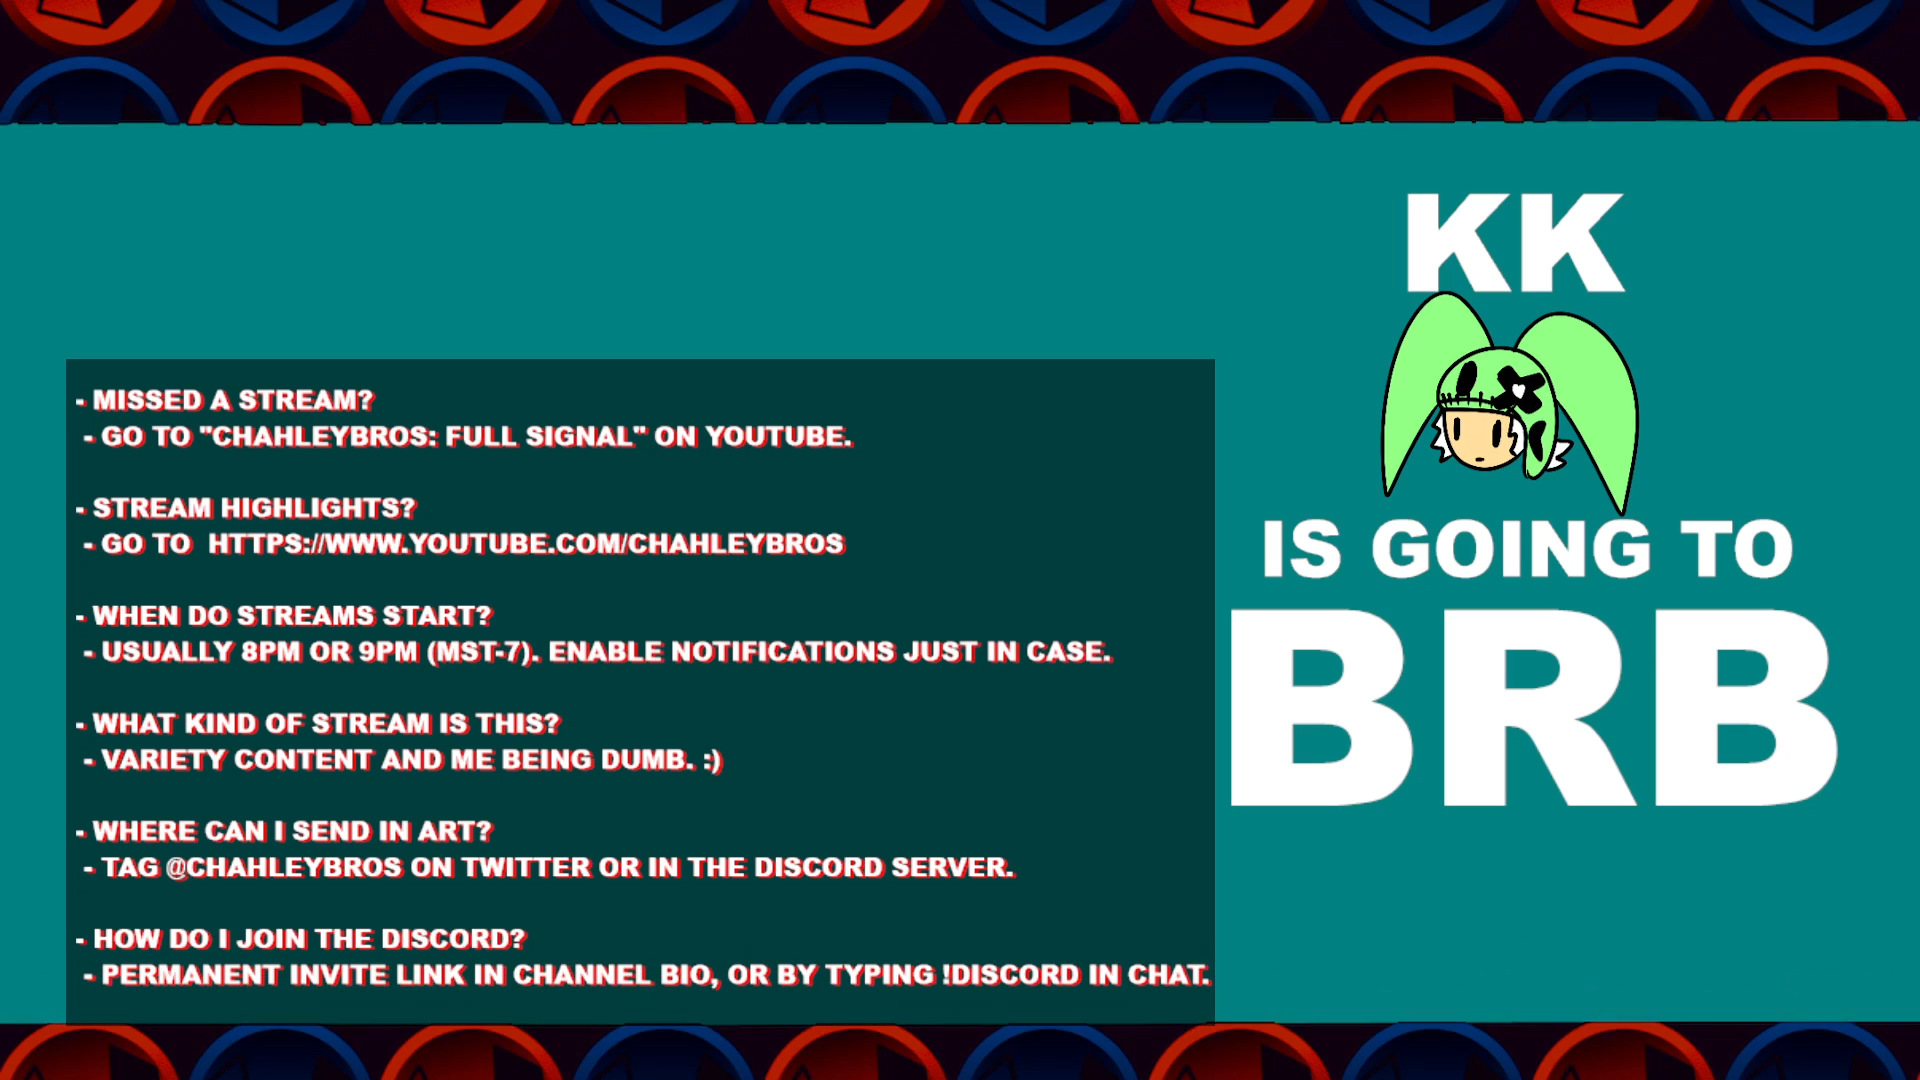 - MISSED A STREAM?
- GO TO "CHAHLEYBROS: FULL SIGNAL" ON YOUTUBE.
- STREAM HIGHLIGHTS?
- GO TO  HTTPS://WWW.YOUTUBE.COM/CHAHLEYBROS
- WHEN DO STREAMS START?
- USUALLY 8PM OR 9PM (MST-7). ENABLE NOTIFICATIONS JUST IN CASE.
- WHAT KIND OF STREAM IS THIS?
- VARIETY CONTENT AND ME BEING DUMB. :)
- WHERE CAN I SEND IN ART?
- TAG @CHAHLEYBROS ON TWITTER OR IN THE DISCORD SERVER.
- HOW DO I JOIN THE DISCORD?
- PERMANENT INVITE LINK IN CHANNEL BIO, OR BY TYPING !DISCORD IN CHAT.
KK
IS GOING TO
BRB